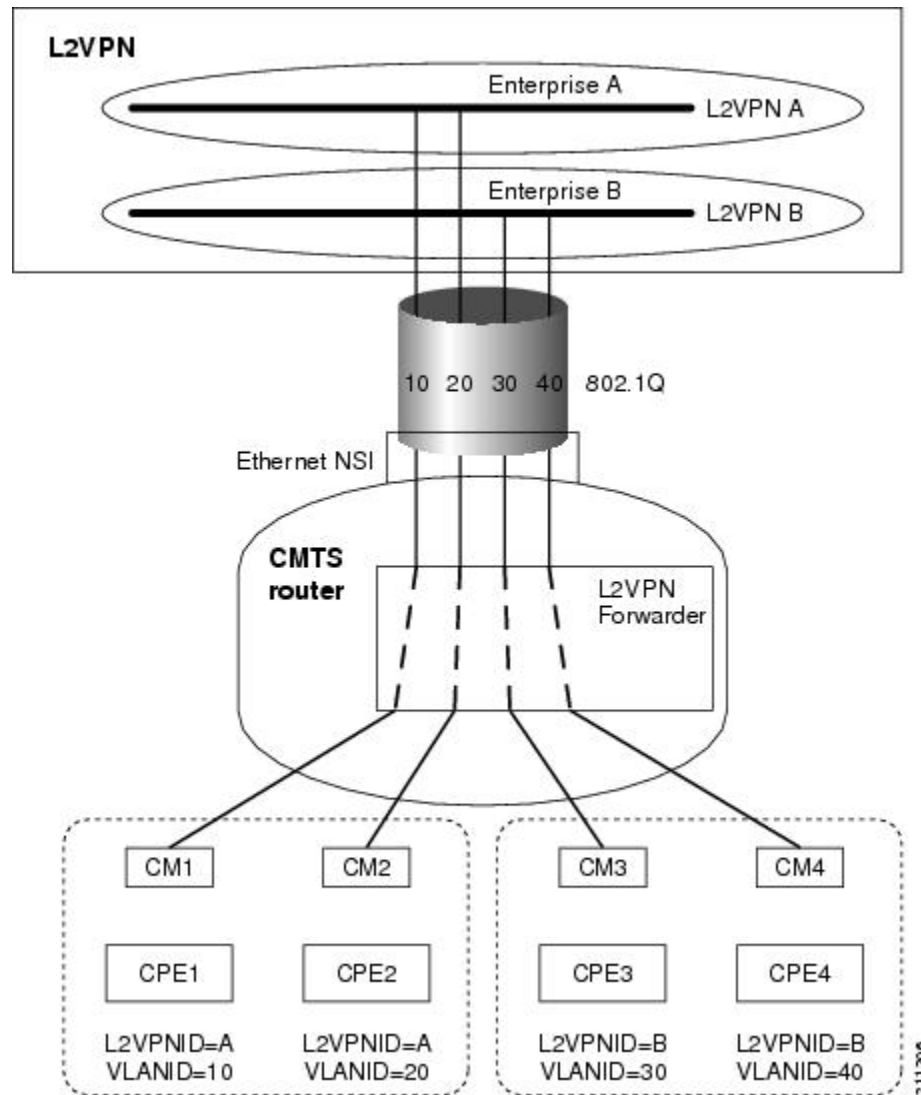 L2VPN
Enterprise A
L2VPN A
Enterprise B
L2VPN B
10 20 30 40 802.1Q
Ethernet NSI
CMTS
router
L2VPN
Forwarder
CM1
CM2
CM3
CM4
CPE1
CPE2
CPE3
CPE4
L2VPNID=A
VLANID=10
L2VPNID=A
VLANID=20
L2VPNID=B
VLANID=30
L2VPNID=B
VLANID=40